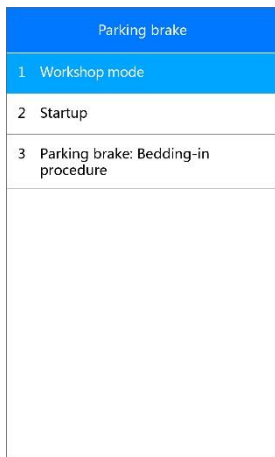 Parking brake
1 Workshop mode
2 Startup
3 Parking brake: Bedding-in
procedure